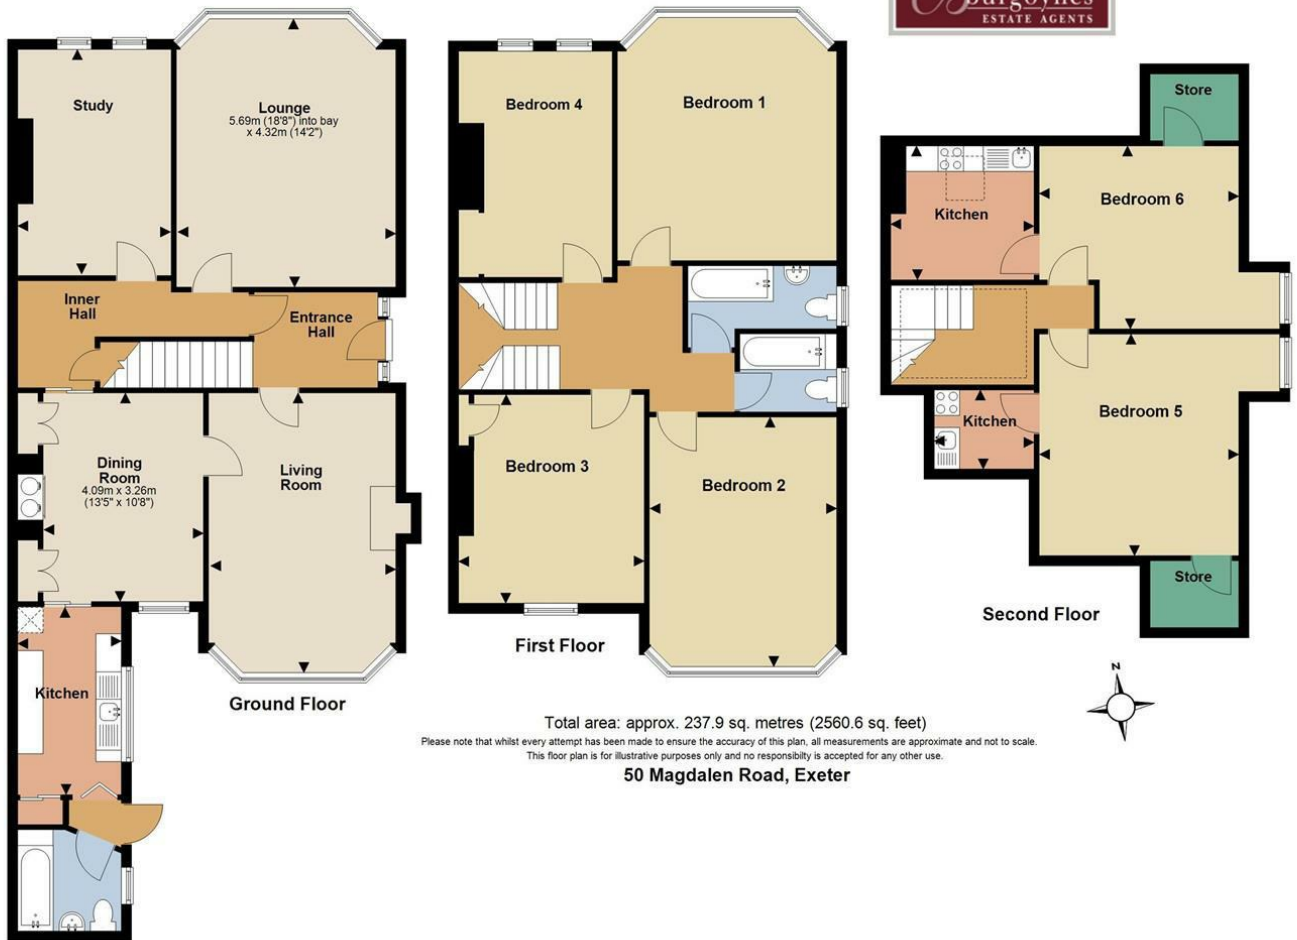 Burgoynes
ESTATE AGENTS
Study
Lounge
5.69m (18'8") into bay
x 4.32m (14'2")
Inner
Hall
Entrance
Hall
Dining
Room
4.09m x 3.26m
(13'5" x 10'8")
Living
Room
Kitchen
Ground Floor
Bedroom 4
Bedroom 1
Bedroom 3
Bedroom 2
First Floor
Store
Kitchen
Bedroom 6
Kitchen
Bedroom 5
Store
Second Floor
N
Total area: approx. 237.9 sq. metres (2560.6 sq. feet)
Please note that whilst every attempt has been made to ensure the accuracy of this plan, all measurements are approximate and not to scale.
This floor plan is for illustrative purposes only and no responsibilty is accepted for any other use.
50 Magdalen Road, Exeter